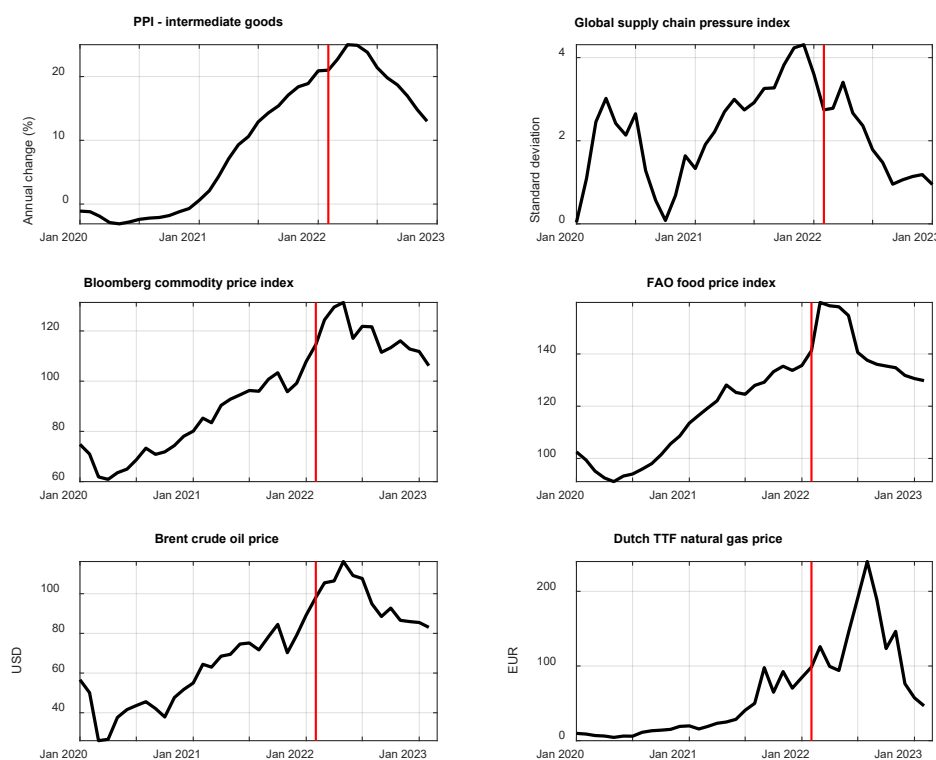 PPI - intermediate goods
Annual change (%)
20
10
0
Jan 2020 Jan 2021 Jan 2022 Jan 2023
Global supply chain pressure index
Standard deviation
4
2
0
Jan 2020 Jan 2021 Jan 2022 Jan 2023
Bloomberg commodity price index
120
100
80
60
Jan 2020 Jan 2021 Jan 2022 Jan 2023
FAO food price index
140
120
100
Jan 2020 Jan 2021 Jan 2022 Jan 2023
Brent crude oil price
USD
100
80
60
40
Jan 2020 Jan 2021 Jan 2022 Jan 2023
Dutch TTF natural gas price
EUR
200
100
0
Jan 2020 Jan 2021 Jan 2022 Jan 2023